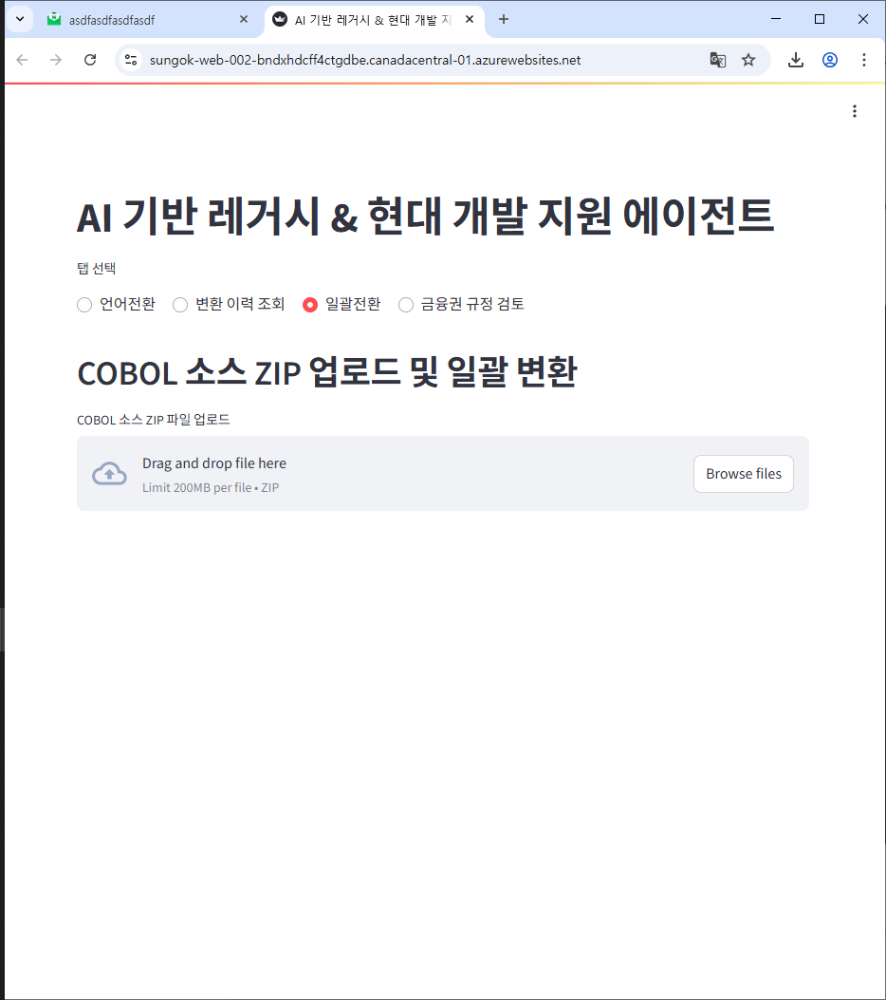 asdfasdfasdfasdf
AI 기반 레거시 & 현대 개발 지
sungok-web-002-bndxhdcff4ctgdbe.canadacentral-01.azurewebsites.net
AI 기반 레거시 & 현대 개발 지원 에이전트
탭 선택
언어전환 변환 이력 조회 일괄전환 금융권 규정 검토
COBOL 소스 ZIP 업로드 및 일괄 변환
COBOL 소스 ZIP 파일 업로드
Drag and drop file here
Limit 200MB per file • ZIP
Browse files